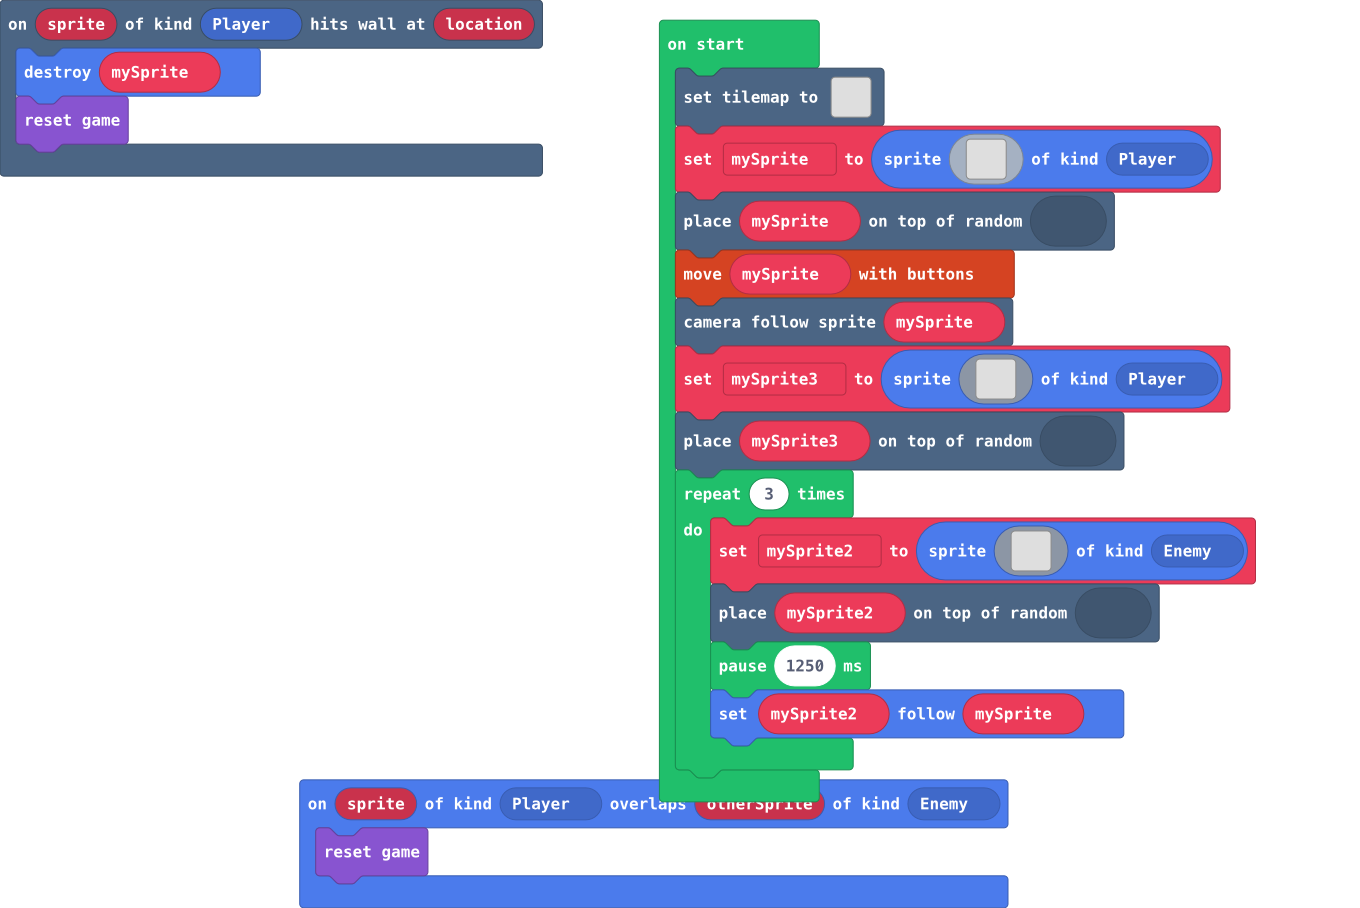 on sprite of kind Player hits wall at location
destroy mySprite
reset game
on start
set tilemap to
set mySprite to sprite of kind Player
place mySprite on top of random
move mySprite with buttons
camera follow sprite mySprite
set mySprite3 to sprite of kind Player
place mySprite3 on top of random
repeat 3 times
do
set mySprite2 to sprite of kind Enemy
place mySprite2 on top of random
pause 1250 ms
set mySprite2 follow mySprite
on sprite of kind Player overlaps otherSprite of kind Enemy
reset game